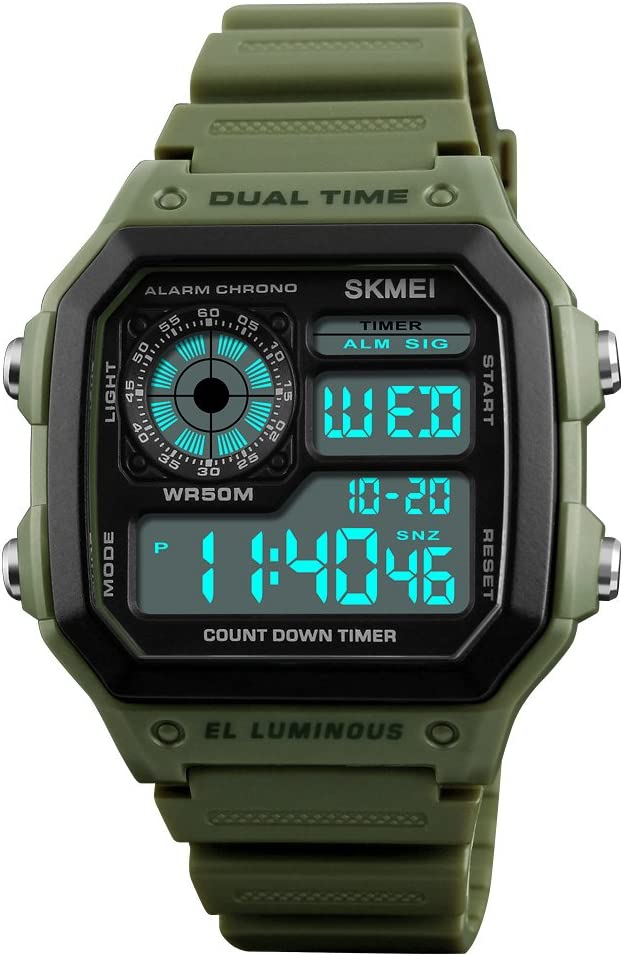 DUAL TIME
ALARM CHRONO
SKMEI
TIMER
ALM SIG
60 05 10 15 20 25 30 35 40 45 50 55
LIGHT
START
WED
WR50M
10-20
MODE
RESET
P 11:40 46
SNZ
COUNT DOWN TIMER
EL LUMINOUS